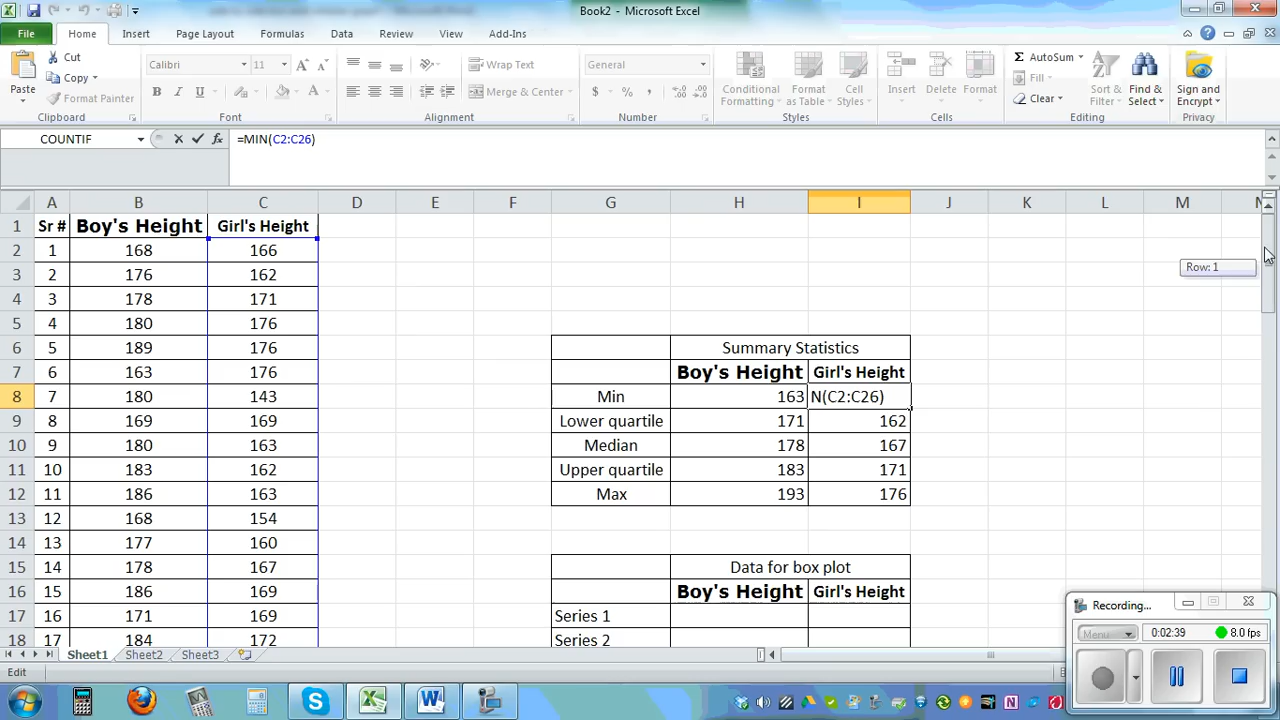 Book2 - Microsoft Excel
File Home Insert Page Layout Formulas Data Review View Add-Ins
Paste Cut Copy Format Painter Clipboard
Calibri 11 Font
Wrap Text Merge & Center Alignment
General Number
Conditional Formatting Format as Table Cell Styles Styles
Insert Delete Format Cells
AutoSum Fill Clear Sort & Filter Find & Select Editing
Sign and Encrypt Privacy
COUNTIF =MIN(C2:C26)
A B C D E F G H I J K L M N
1 Sr # Boy's Height Girl's Height
2 1 168 166
Row: 1
3 2 176 162
4 3 178 171
5 4 180 176
6 5 189 176 Summary Statistics
7 6 163 176 Boy's Height Girl's Height
8 7 180 143 Min 163 N(C2:C26)
9 8 169 169 Lower quartile 171 162
10 9 180 163 Median 178 167
11 10 183 162 Upper quartile 183 171
12 11 186 163 Max 193 176
13 12 168 154
14 13 177 160
15 14 178 167 Data for box plot
16 15 186 169 Boy's Height Girl's Height
17 16 171 169 Series 1
18 17 184 172 Series 2
Recording...
Menu 0:02:39 8.0 fps
Sheet1 Sheet2 Sheet3
Edit